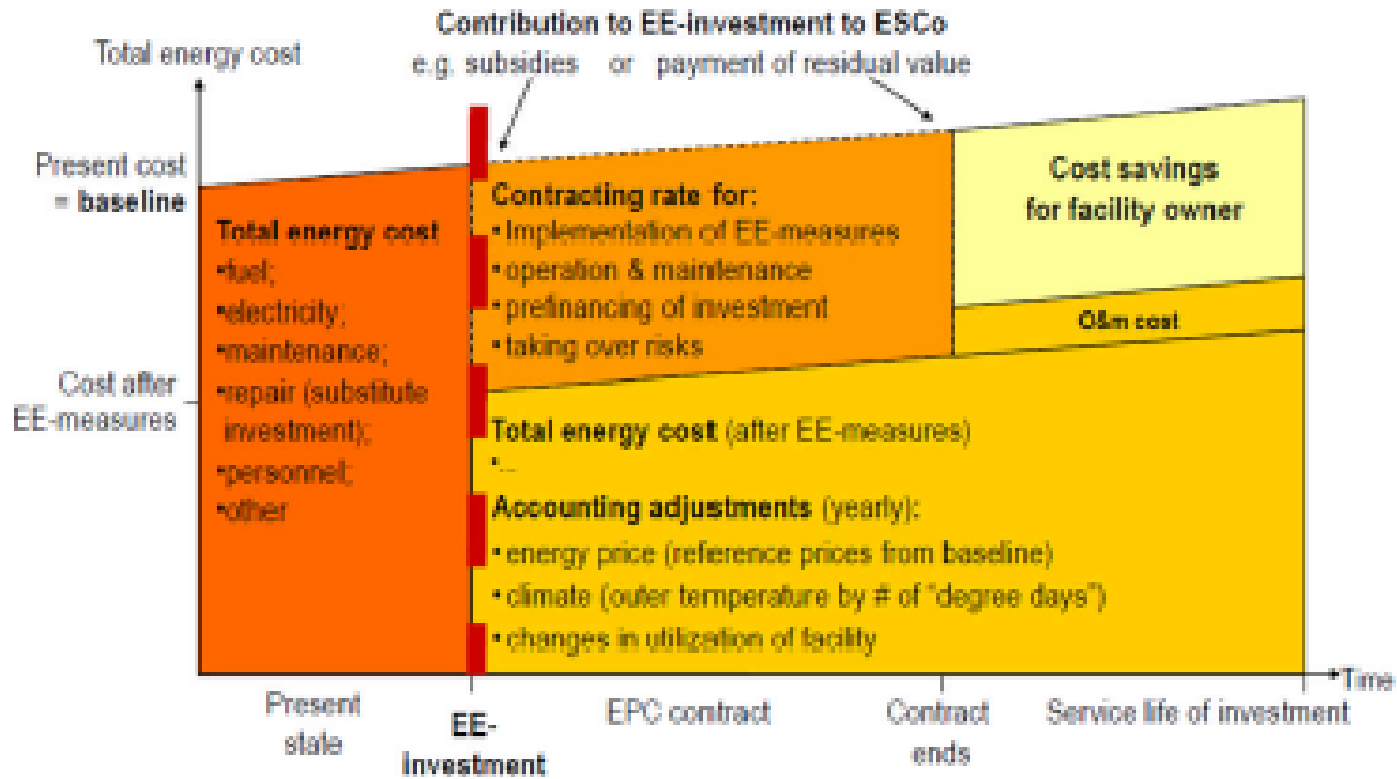 Contribution to EE-investment to ESCo
e.g. subsidies or payment of residual value
Total energy cost
Present cost
= baseline
Cost after
EE-measures
Total energy cost
•fuel;
•electricity;
•maintenance;
•repair (substitute
investment);
•personnel;
•other
Contracting rate for:
•Implementation of EE-measures
•operation & maintenance
•prefinancing of investment
•taking over risks
Cost savings
for facility owner
O&m cost
Total energy cost (after EE-measures)
•...
Accounting adjustments (yearly):
•energy price (reference prices from baseline)
•climate (outer temperature by # of "degree days")
•changes in utilization of facility
Time
Present
state
EE-
investment
EPC contract
Contract
ends
Service life of investment